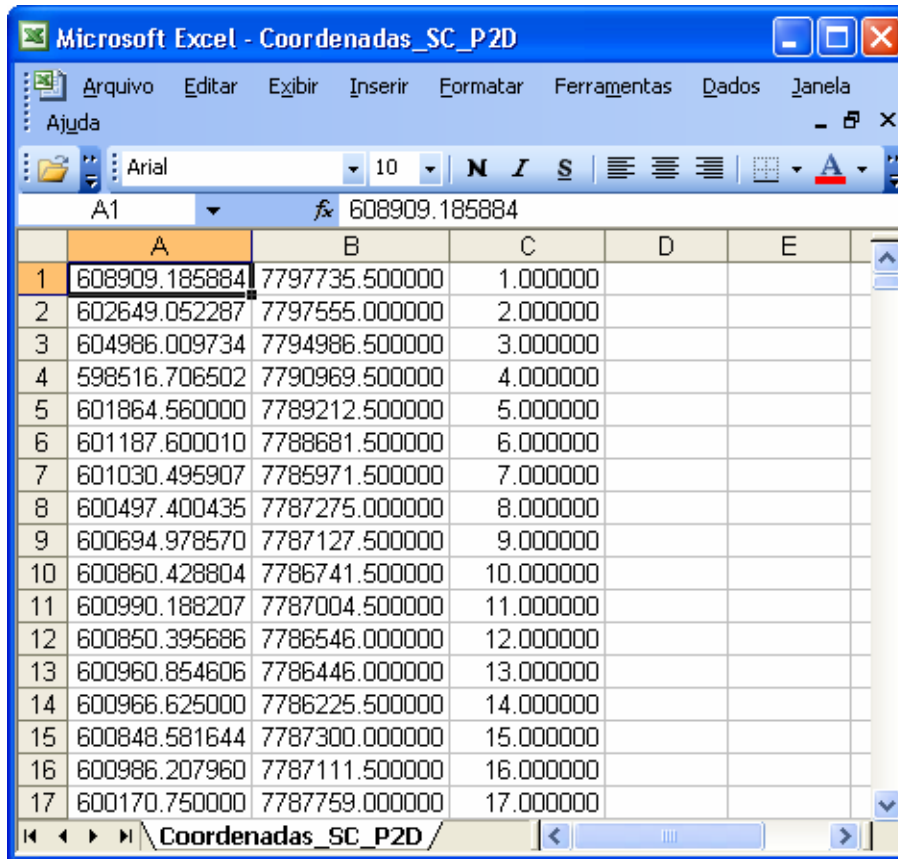 Microsoft Excel - Coordenadas_SC_P2D
Arquivo Editar Exibir Inserir Formatar Ferramentas Dados Janela
Ajuda
Arial 10 N I S A
A1 fx 608909.185884
A B C D E
1 608909.185884 7797735.500000 1.000000
2 602649.052287 7797555.000000 2.000000
3 604986.009734 7794986.500000 3.000000
4 598516.706502 7790969.500000 4.000000
5 601864.560000 7789212.500000 5.000000
6 601187.600010 7788681.500000 6.000000
7 601030.495907 7785971.500000 7.000000
8 600497.400435 7787275.000000 8.000000
9 600694.978570 7787127.500000 9.000000
10 600860.428804 7786741.500000 10.000000
11 600990.188207 7787004.500000 11.000000
12 600850.395686 7786546.000000 12.000000
13 600960.854606 7786446.000000 13.000000
14 600966.625000 7786225.500000 14.000000
15 600848.581644 7787300.000000 15.000000
16 600986.207960 7787111.500000 16.000000
17 600170.750000 7787759.000000 17.000000
Coordenadas_SC_P2D